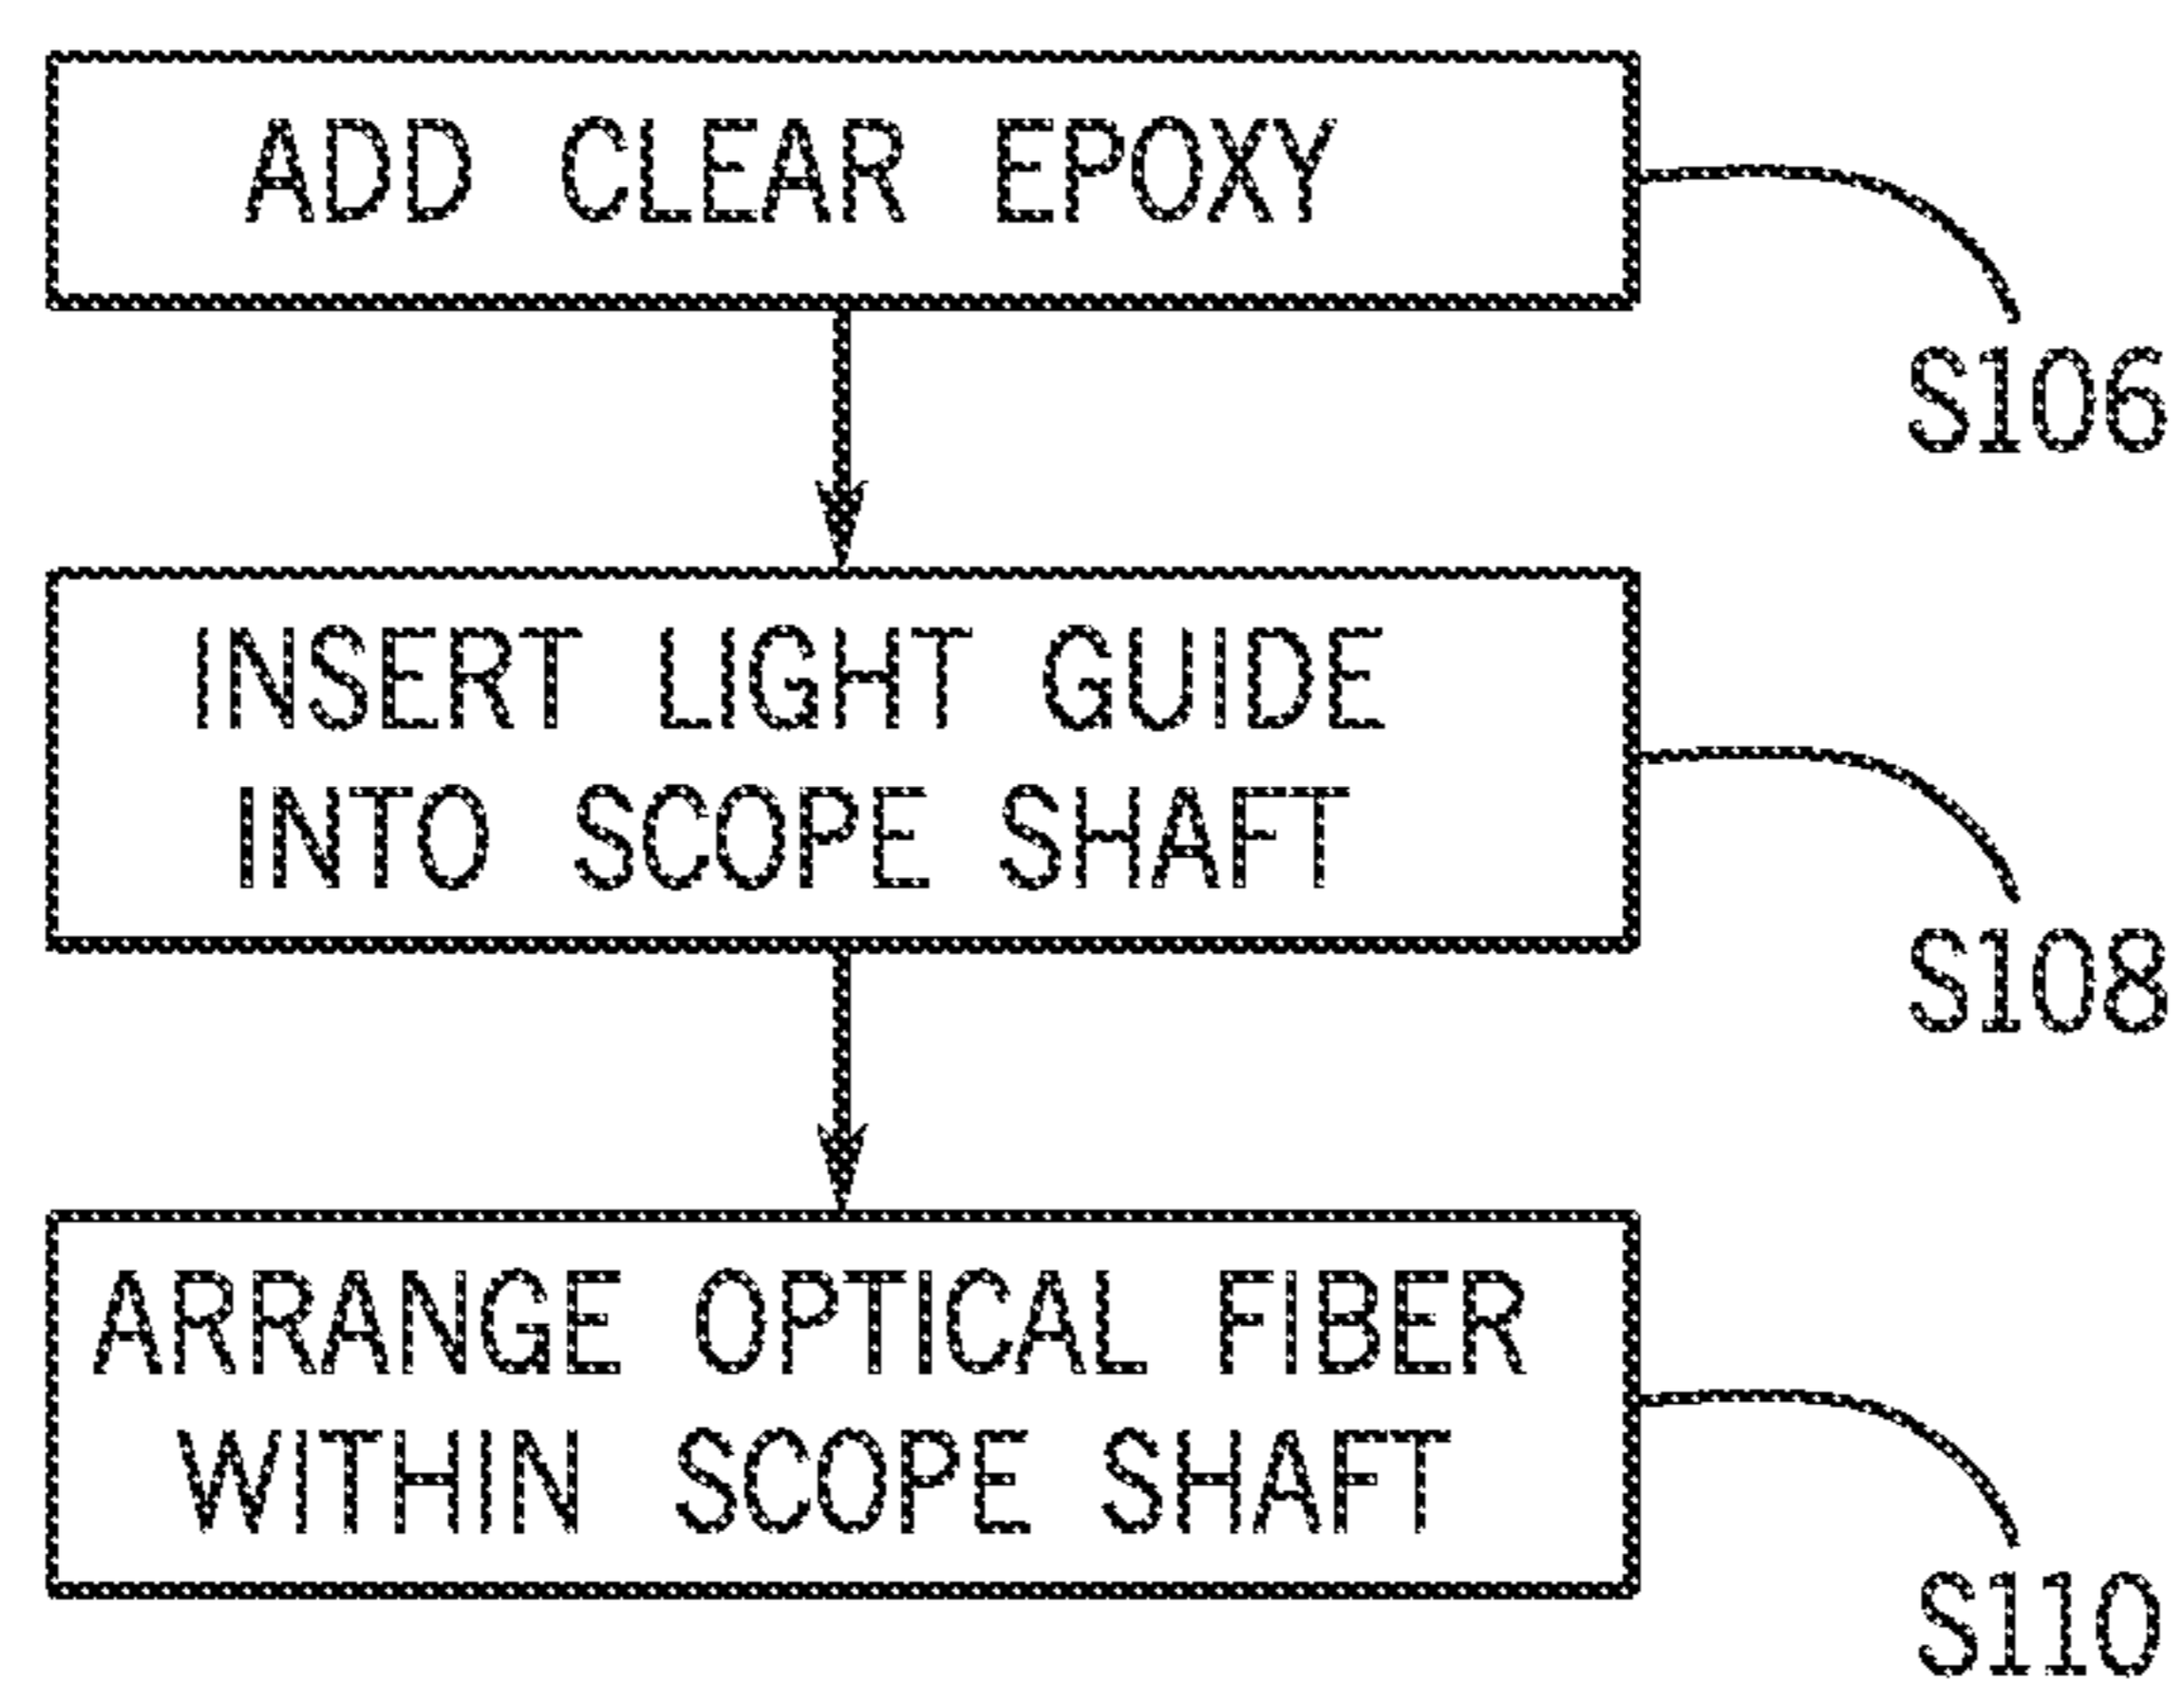 ADD CLEAR EPOXY
S106
INSERT LIGHT GUIDE
INTO SCOPE SHAFT
S108
ARRANGE OPTICAL FIBER
WITHIN SCOPE SHAFT
S110